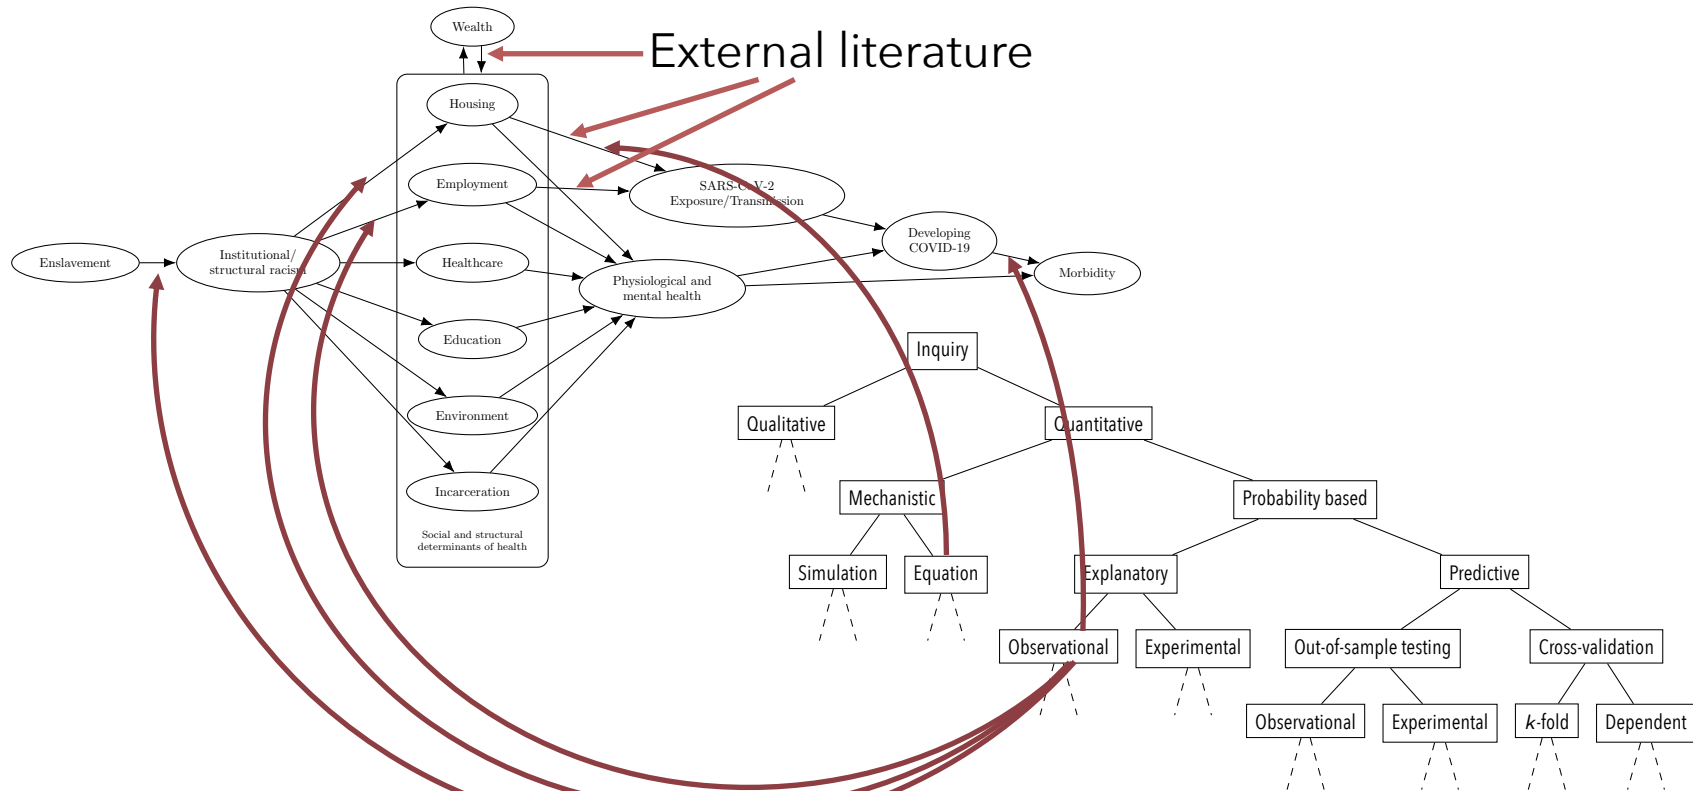 Wealth
External literature
Housing
Employment
SARS-CoV-2
Exposure/Transmission
Developing
COVID-19
Enslavement
Institutional/
structural racism
Healthcare
Physiological and
mental health
Morbidity
Education
Environment
Incarceration
Social and structural
determinants of health
Inquiry
Qualitative
Quantitative
Mechanistic
Probability based
Simulation
Equation
Explanatory
Predictive
Observational
Experimental
Out-of-sample testing
Cross-validation
Observational
Experimental
k-fold
Dependent